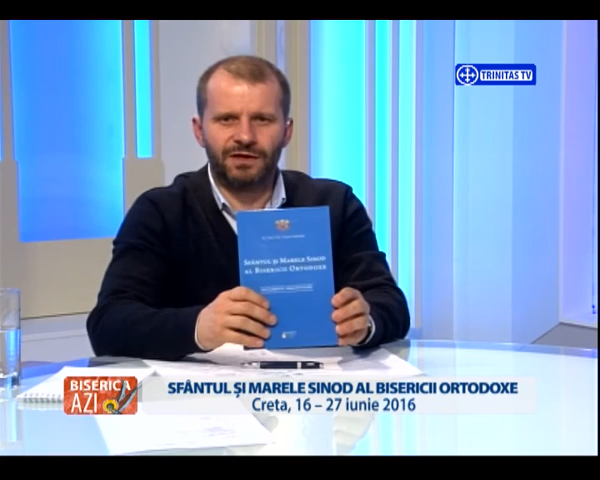 TRINITAS TV
SFÂNTUL ȘI MARELE SINOD
AL BISERICII ORTODOXE
BISERICA
AZI
SFÂNTUL ȘI MARELE SINOD AL BISERICII ORTODOXE
Creta, 16 – 27 iunie 2016